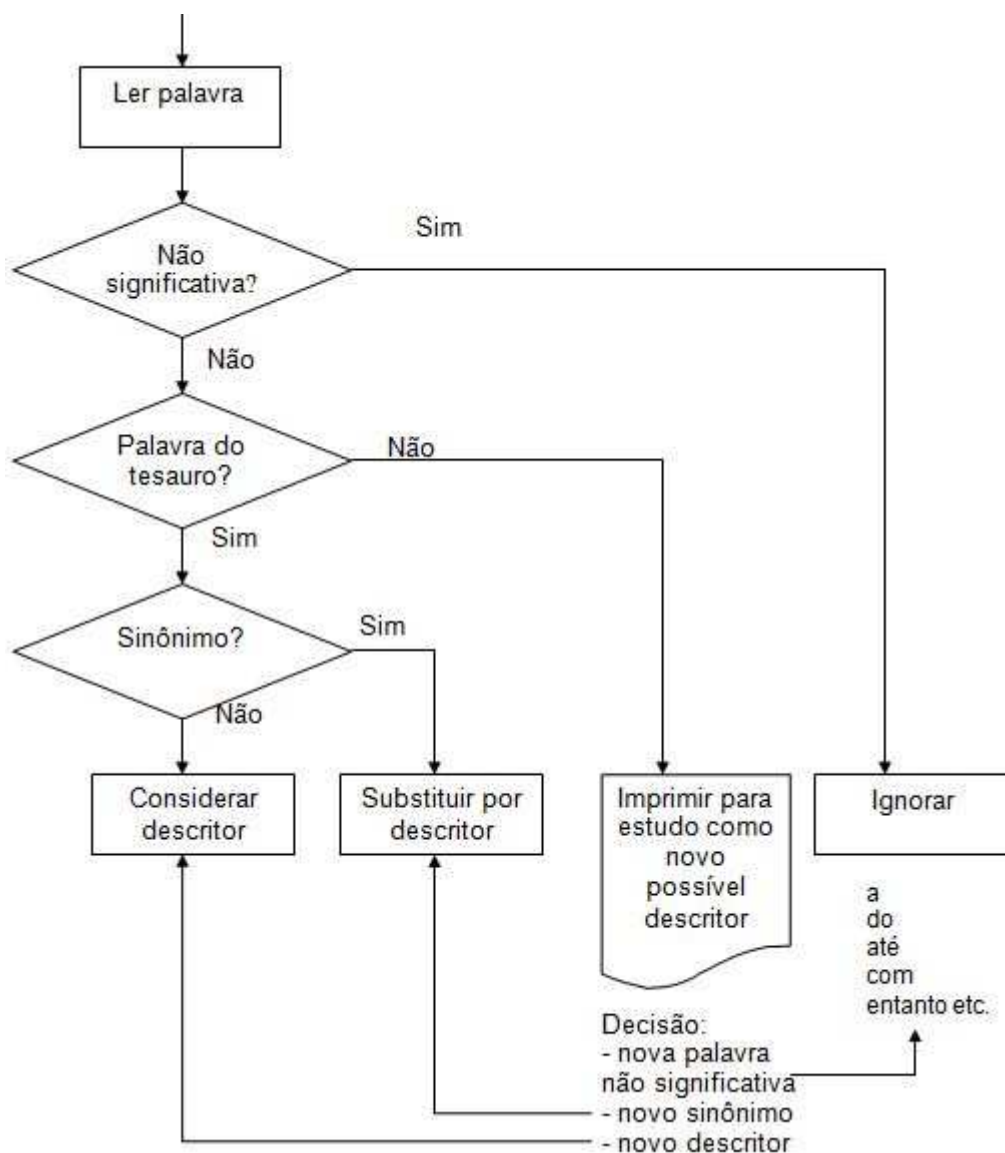 Ler palavra
Sim
Não
significativa?
Não
Palavra do
tesauro?
Não
Sim
Sinônimo?
Sim
Não
Considerar
descritor
Substituir por
descritor
Imprimir para
estudo como
novo
possível
descritor
Ignorar
a
do
até
com
entanto etc.
Decisão:
- nova palavra
não significativa
- novo sinônimo
- novo descritor